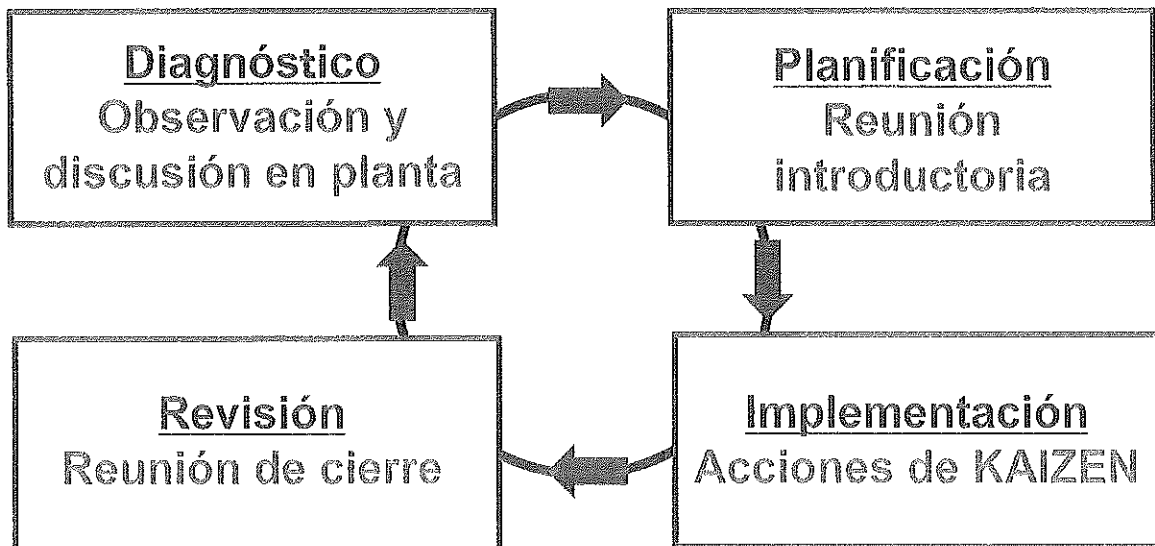 Diagnóstico
Observación y
discusión en planta
Planificación
Reunión
introductoria
Revisión
Reunión de cierre
Implementación
Acciones de KAIZEN